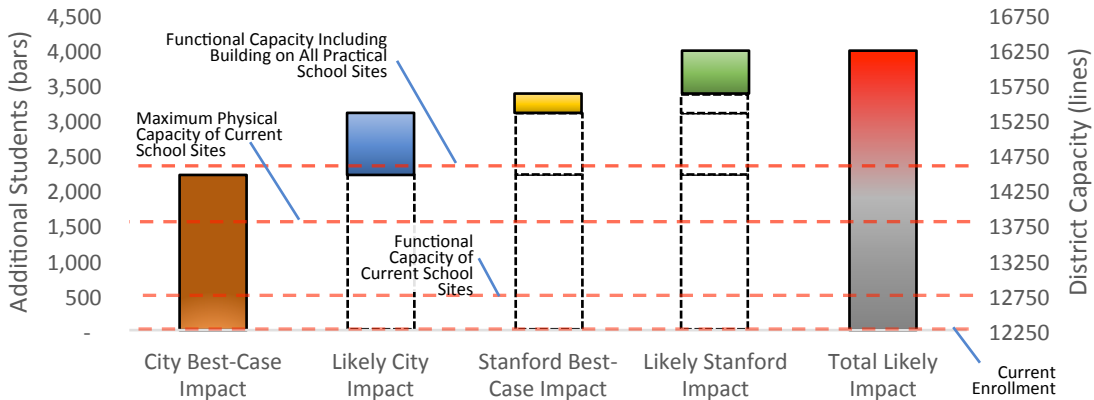 Additional Students (bars)
4,500
4,000
3,500
3,000
2,500
2,000
1,500
1,000
500
-
Functional Capacity Including
Building on All Practical
School Sites
Maximum Physical
Capacity of Current
School Sites
Functional
Capacity of
Current School
Sites
City Best-Case
Impact
Likely City
Impact
Stanford Best-
Case Impact
Likely Stanford
Impact
Total Likely
Impact
Current
Enrollment
16750
16250
15750
15250
14750
14250
13750
13250
12750
12250
District Capacity (lines)